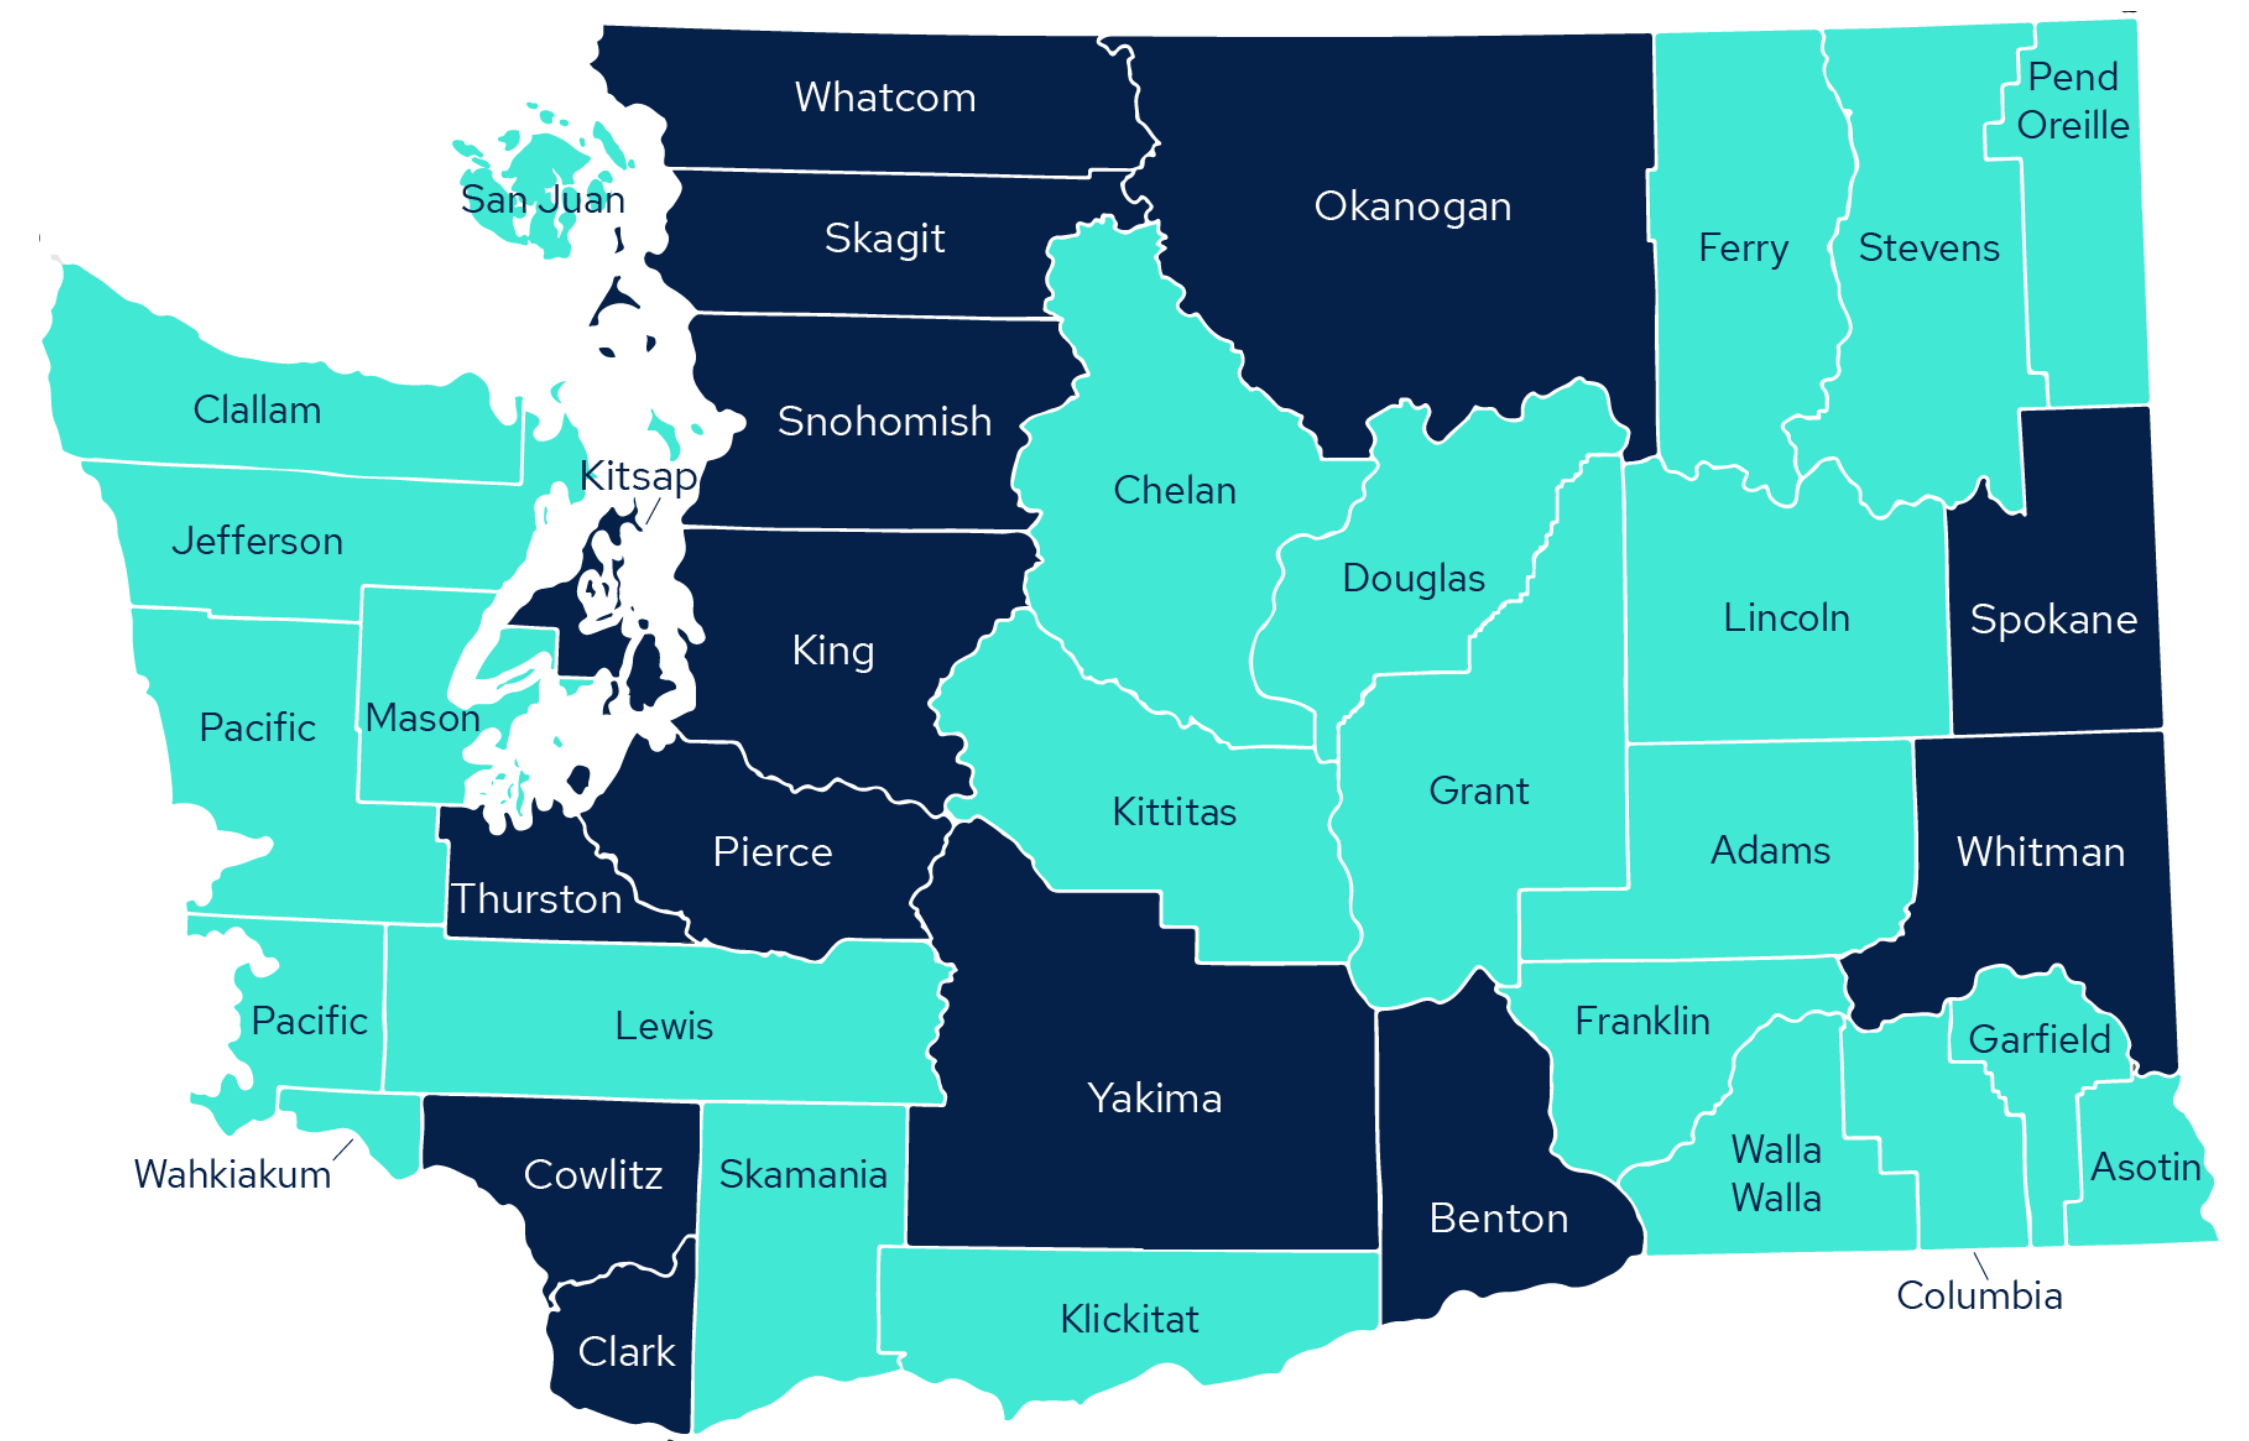 Whatcom
Pend
Oreille
San Juan
Okanogan
Skagit
Ferry
Stevens
Clallam
Snohomish
Kitsap
Chelan
Jefferson
Douglas
Lincoln
Spokane
King
Pacific
Mason
Grant
Kittitas
Adams
Whitman
Pierce
Thurston
Pacific
Lewis
Franklin
Garfield
Yakima
Wahkiakum
Cowlitz
Skamania
Walla
Walla
Asotin
Benton
Columbia
Klickitat
Clark